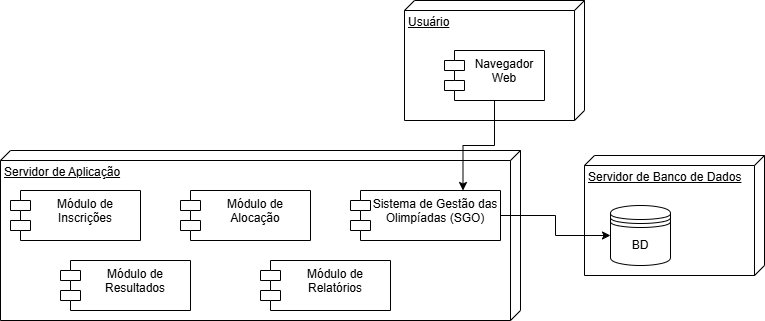 Usuário
Navegador
Web
Servidor de Aplicação
Módulo de
Inscrições
Módulo de
Alocação
Sistema de Gestão das
Olimpíadas (SGO)
Módulo de
Resultados
Módulo de
Relatórios
Servidor de Banco de Dados
BD